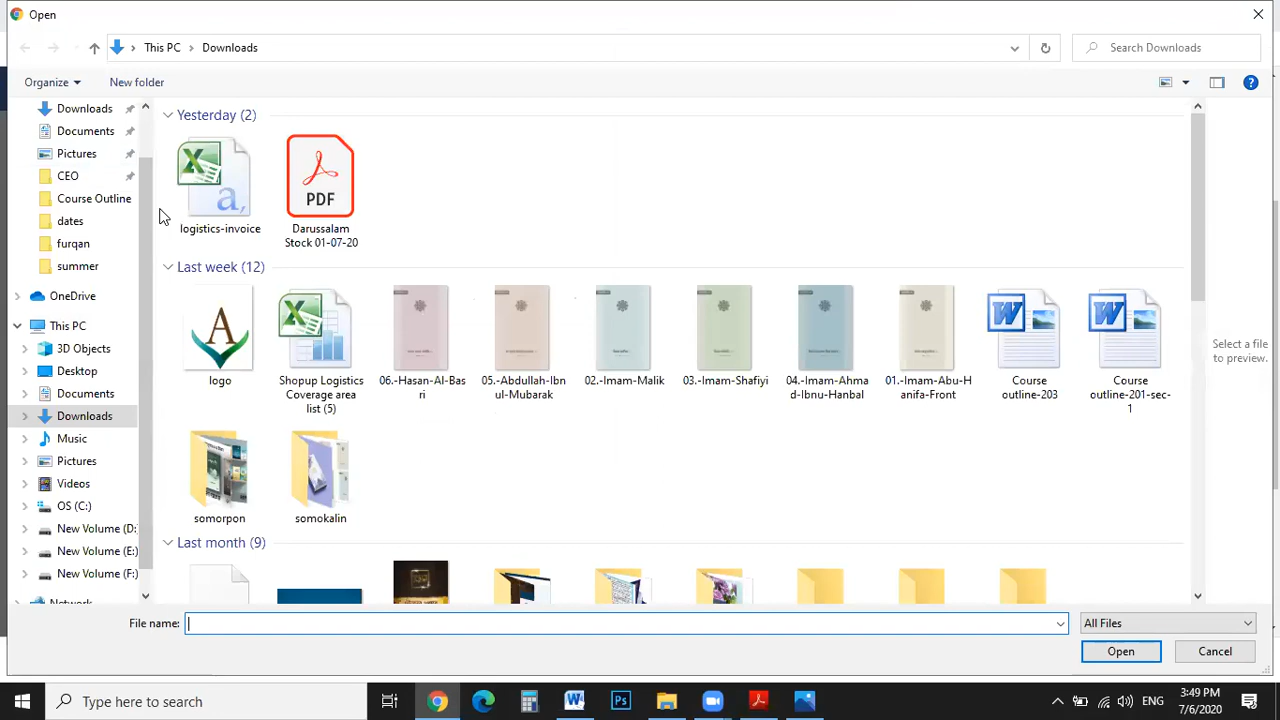 Open
This PC
Downloads
Search Downloads
Organize
New folder
Downloads
Documents
Pictures
CEO
Course Outline
dates
furqan
summer
OneDrive
This PC
3D Objects
Desktop
Documents
Downloads
Music
Pictures
Videos
OS (C:)
New Volume (D:
New Volume (E:)
New Volume (F:)
Network
Yesterday (2)
logistics-invoice
PDF
Darussalam
Stock 01-07-20
Last week (12)
logo
Shopup Logistics
Coverage area
list (5)
06.-Hasan-Al-Bas
ri
05.-Abdullah-Ibn
ul-Mubarak
02.-Imam-Malik
03.-Imam-Shafiyi
04.-Imam-Ahma
d-Ibnu-Hanbal
01.-Imam-Abu-H
anifa-Front
Course
outline-203
Course
outline-201-sec-
1
somorpon
somokalin
Last month (9)
Select a file
to preview.
File name:
All Files
Open
Cancel
Type here to search
ENG
3:49 PM
7/6/2020